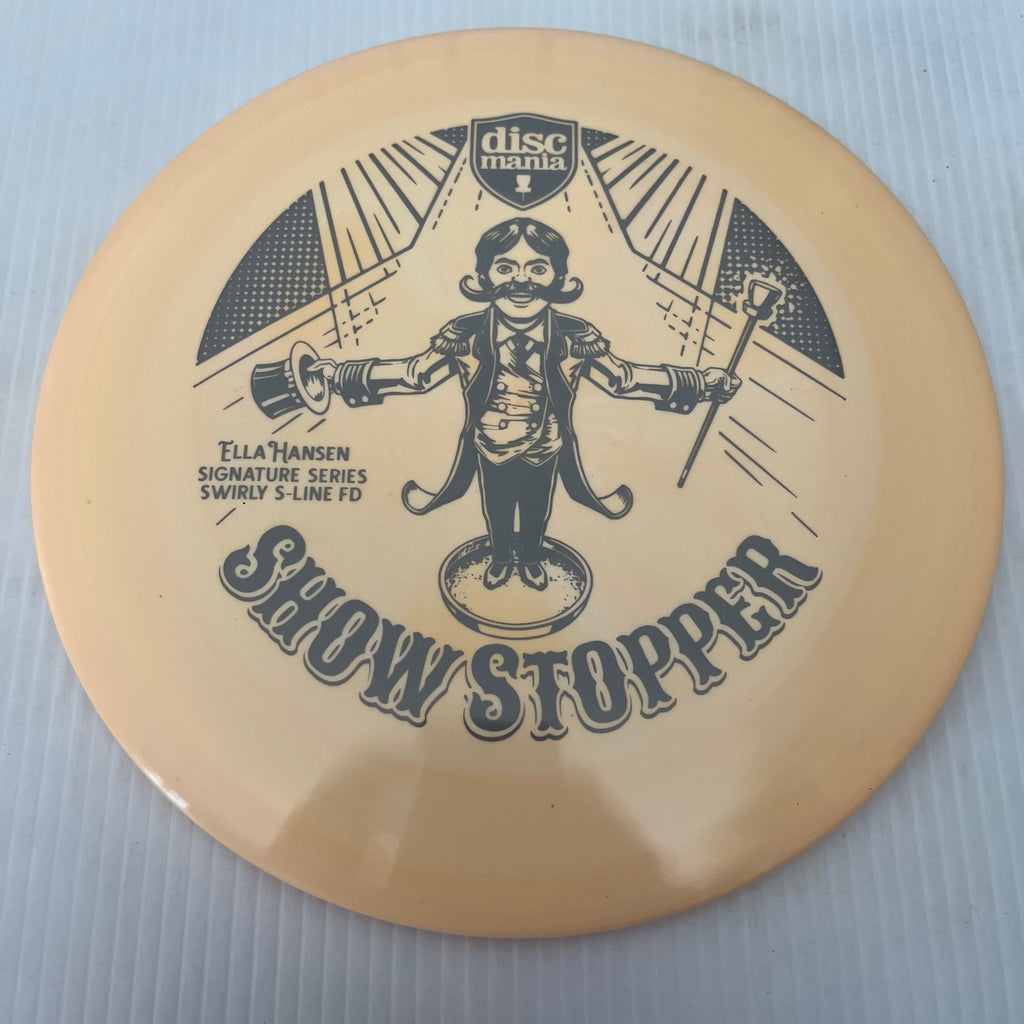 disc
mania
Ella Hansen
SIGNATURE SERIES
SWIRLY S-LINE FD
SHOW STOPPER